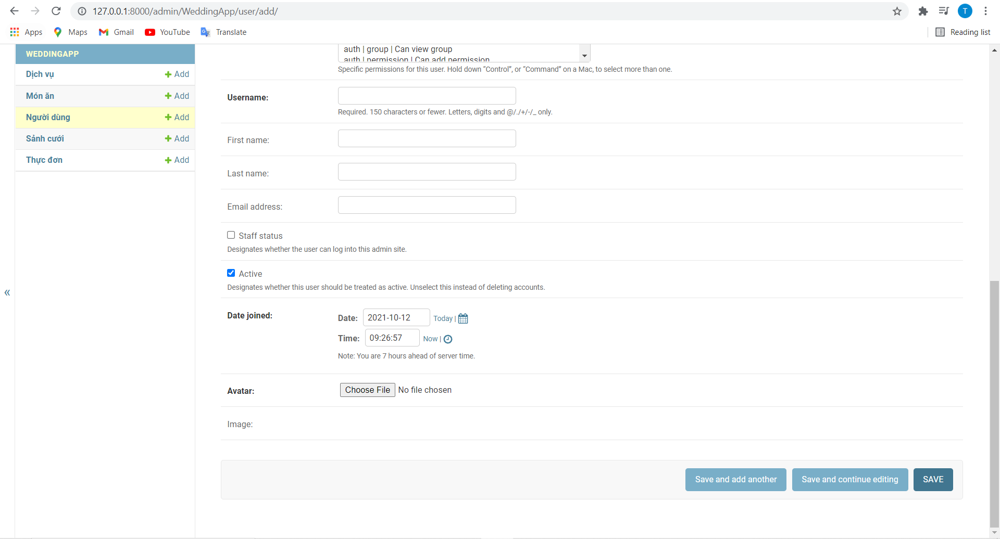 127.0.0.1:8000/admin/WeddingApp/user/add/
T
Apps
Maps
Gmail
YouTube
Translate
Reading list
WEDDINGAPP
Dịch vụ
Add
Món ăn
Add
Người dùng
Add
Sảnh cưới
Add
Thực đơn
Add
«
auth | group | Can view group
auth | permission | Can add permission
Specific permissions for this user. Hold down “Control”, or “Command” on a Mac, to select more than one.
Username:
Required. 150 characters or fewer. Letters, digits and @/./+/-/_ only.
First name:
Last name:
Email address:
Staff status
Designates whether the user can log into this admin site.
Active
Designates whether this user should be treated as active. Unselect this instead of deleting accounts.
Date joined:
Date: 2021-10-12 Today |
Time: 09:26:57 Now |
Note: You are 7 hours ahead of server time.
Avatar:
Choose File No file chosen
Image:
Save and add another
Save and continue editing
SAVE